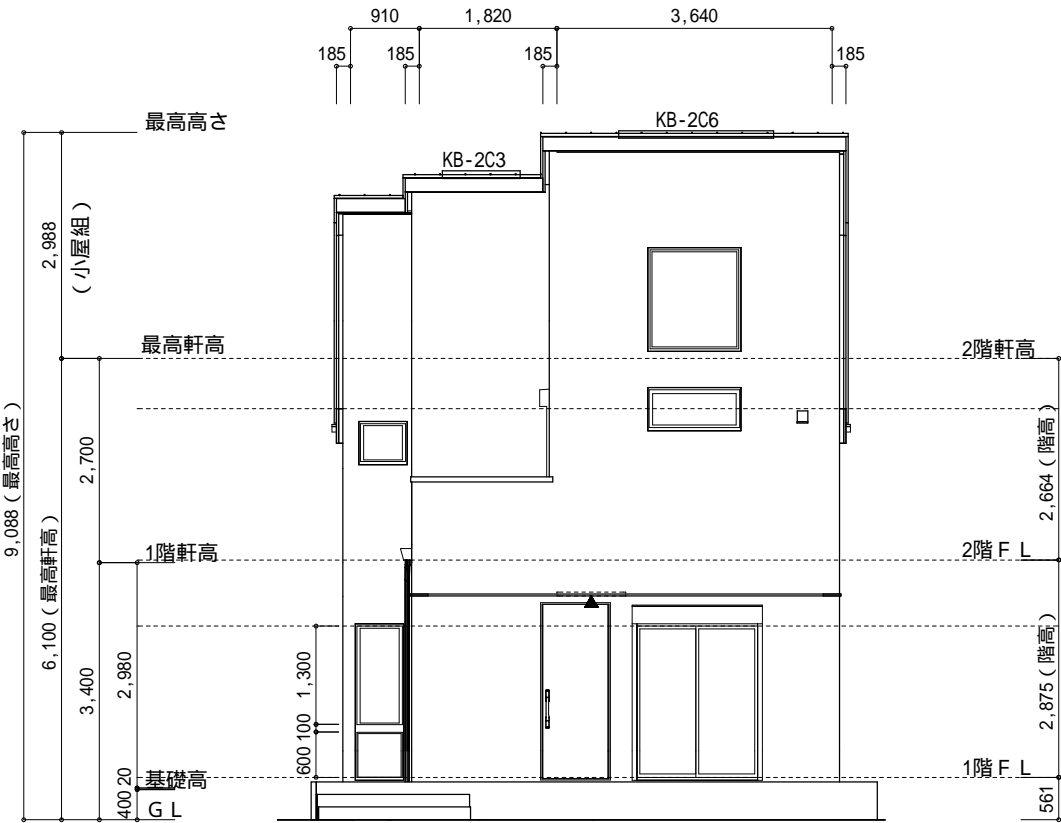 910
1,820
3,640
185
185
185
185
最高高さ
KB-2C6
KB-2C3
2,988
(小屋組)
最高軒高
2階軒高
9,088(最高高さ)
2,700
2,664(階高)
6,100(最高軒高)
1階軒高
2階ＦＬ
3,400
2,980
1,300
2,875(階高)
100
600
基礎高
1階ＦＬ
20
400
ＧＬ
561